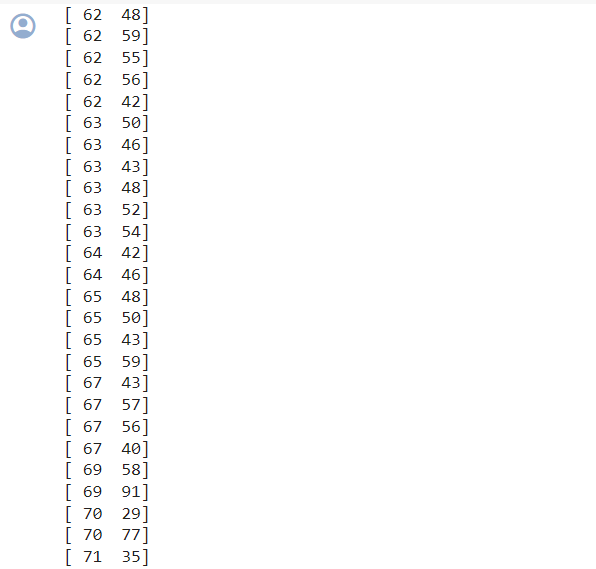 [ 62  48]
[ 62  59]
[ 62  55]
[ 62  56]
[ 62  42]
[ 63  50]
[ 63  46]
[ 63  43]
[ 63  48]
[ 63  52]
[ 63  54]
[ 64  42]
[ 64  46]
[ 65  48]
[ 65  50]
[ 65  43]
[ 65  59]
[ 67  43]
[ 67  57]
[ 67  56]
[ 67  40]
[ 69  58]
[ 69  91]
[ 70  29]
[ 70  77]
[ 71  35]